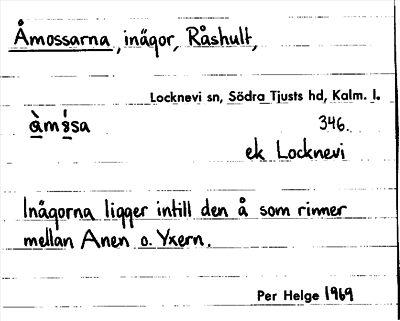 Åmossarna, inägor, Råshult,
Locknevi sn, Södra Tjusts hd, Kalm. l.
346.
ek Locknevi
Inägorna ligger intill den å som rinner
mellan Anen o. Yxern.
Per Helge 1969